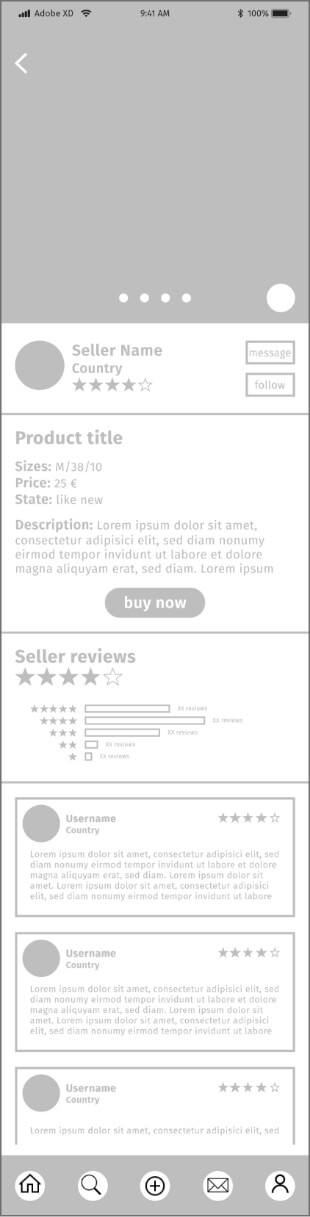 Adobe XD 9:41 AM 100%
Seller Name
Country
message
follow
Product title
Sizes: M/38/10
Price: 25 €
State: like new
Description: Lorem ipsum dolor sit amet,
consectetur adipisici elit, sed diam nonumy
eirmod tempor invidunt ut labore et dolore
magna aliquyam erat, sed diam. Lorem ipsum
buy now
Seller reviews
XX reviews
XX reviews
XX reviews
XX reviews
XX reviews
Username
Country
Lorem ipsum dolor sit amet, consectetur adipisici elit, sed
diam nonumy eirmod tempor invidunt ut labore et dolore
magna aliquyam erat, sed diam. Lorem ipsum dolor sit
amet, consectetur adipisici elit, sed diam nonumy eirmod
elit, sed diam nonumy eirmod tempor invidunt ut labore
Username
Country
Lorem ipsum dolor sit amet, consectetur adipisici elit, sed
diam nonumy eirmod tempor invidunt ut labore et dolore
magna aliquyam erat, sed diam. Lorem ipsum dolor sit
amet. Lorem ipsum dolor sit amet, consectetur adipisici
elit, sed diam nonumy eirmod tempor invidunt ut labore
Username
Country
Lorem ipsum dolor sit amet, consectetur adipisici elit, sed